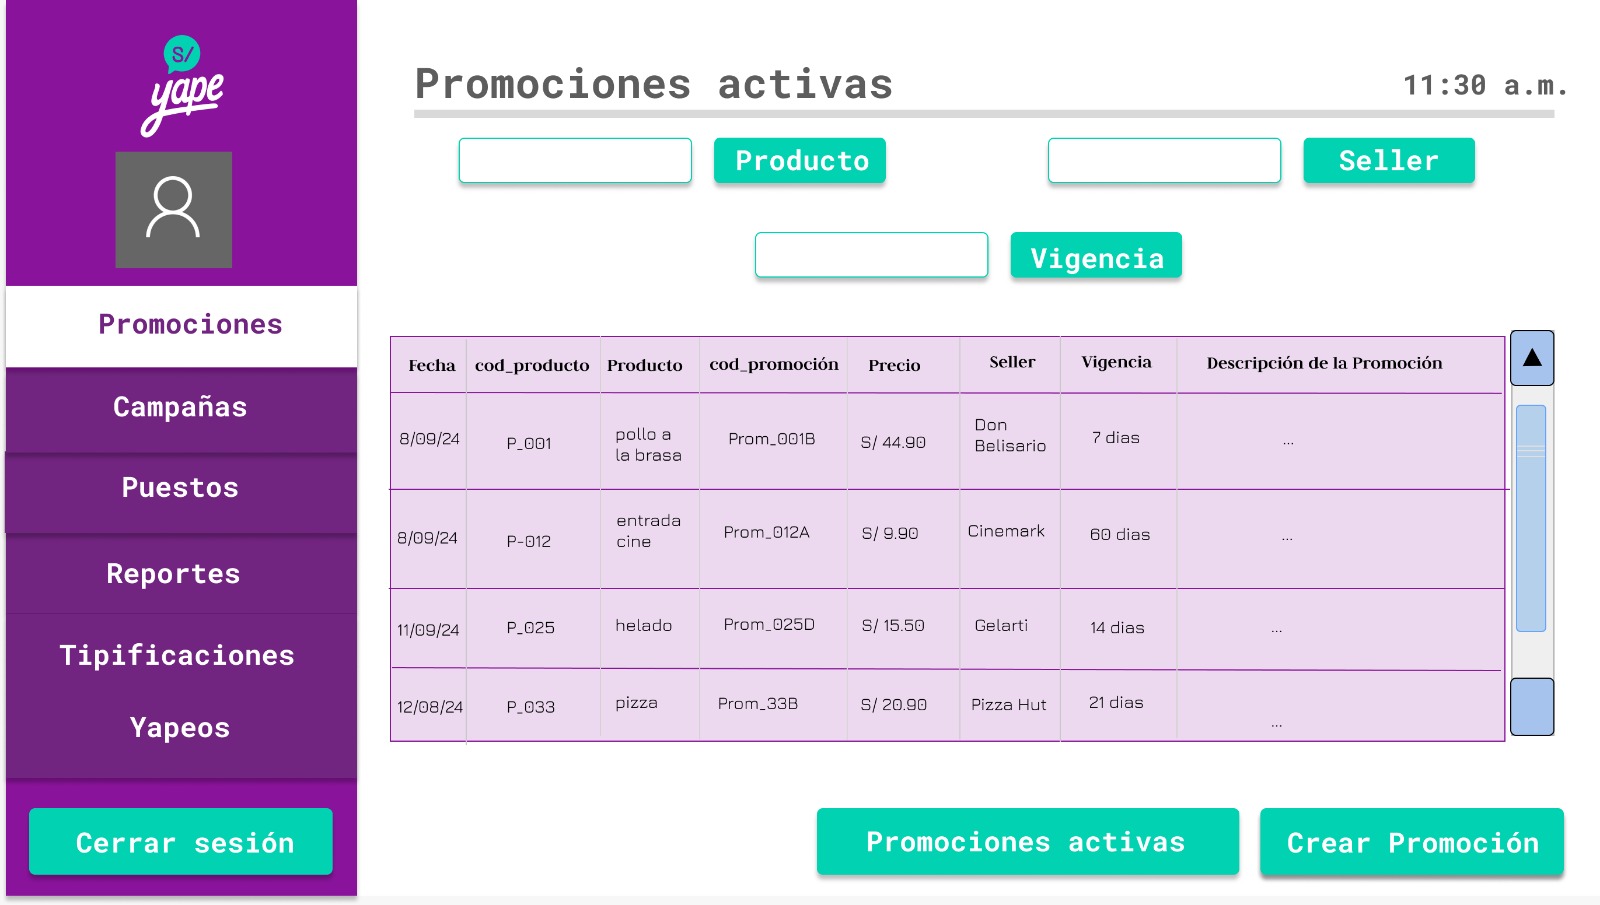 S/
yape
Promociones
Campañas
Puestos
Reportes
Tipificaciones
Yapeos
Cerrar sesión
Promociones activas
11:30 a.m.
Producto
Seller
Vigencia
Fecha cod_producto Producto cod_promoción Precio Seller Vigencia Descripción de la Promoción
8/09/24 P_001 pollo a la brasa Prom_001B S/ 44.90 Don Belisario 7 dias ...
8/09/24 P-012 entrada cine Prom_012A S/ 9.90 Cinemark 60 dias ...
11/09/24 P_025 helado Prom_025D S/ 15.50 Gelarti 14 dias ...
12/08/24 P_033 pizza Prom_33B S/ 20.90 Pizza Hut 21 dias ...
Promociones activas
Crear Promoción